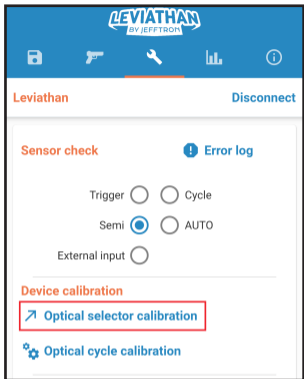 LEVIATHAN
BY JEFFTRON
Leviathan Disconnect
Sensor check Error log
Trigger Cycle
Semi AUTO
External input
Device calibration
Optical selector calibration
Optical cycle calibration